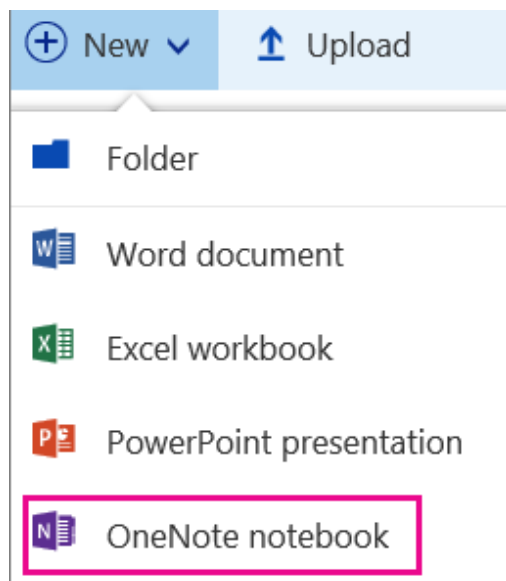 New Upload
Folder
Word document
Excel workbook
PowerPoint presentation
OneNote notebook